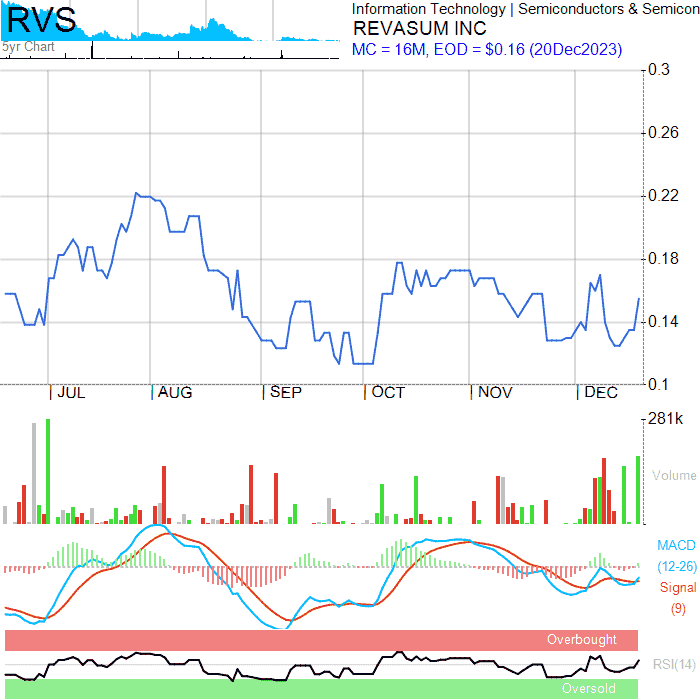 RVS
5yr Chart
Information Technology | Semiconductors & Semicon
REVASUM INC
MC = 16M, EOD = $0.16 (20Dec2023)
0.3
0.26
0.22
0.18
0.14
0.1
| JUL | AUG | SEP | OCT | NOV | DEC
281k
Volume
MACD
(12-26)
Signal
(9)
Overbought
RSI(14)
Oversold